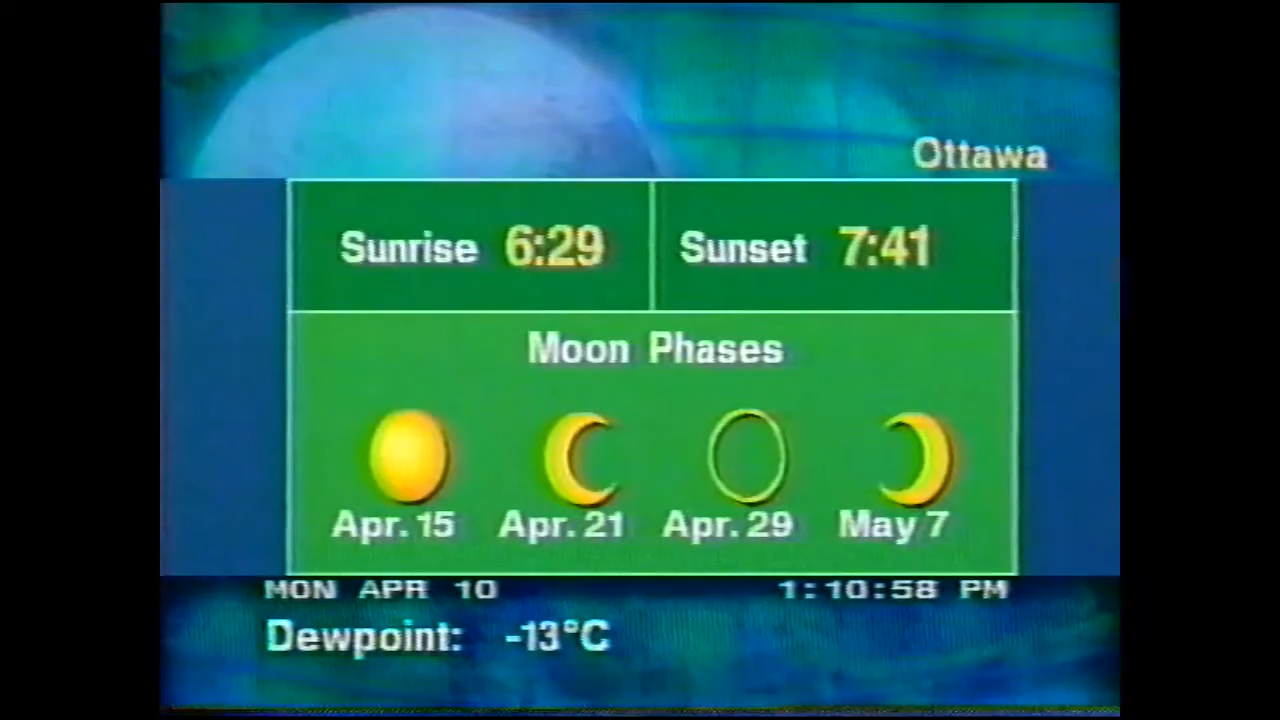 Ottawa
Sunrise 6:29 Sunset 7:41
Moon Phases
Apr. 15 Apr. 21 Apr. 29 May 7
MON APR 10 1:10:58 PM
Dewpoint: -13°C